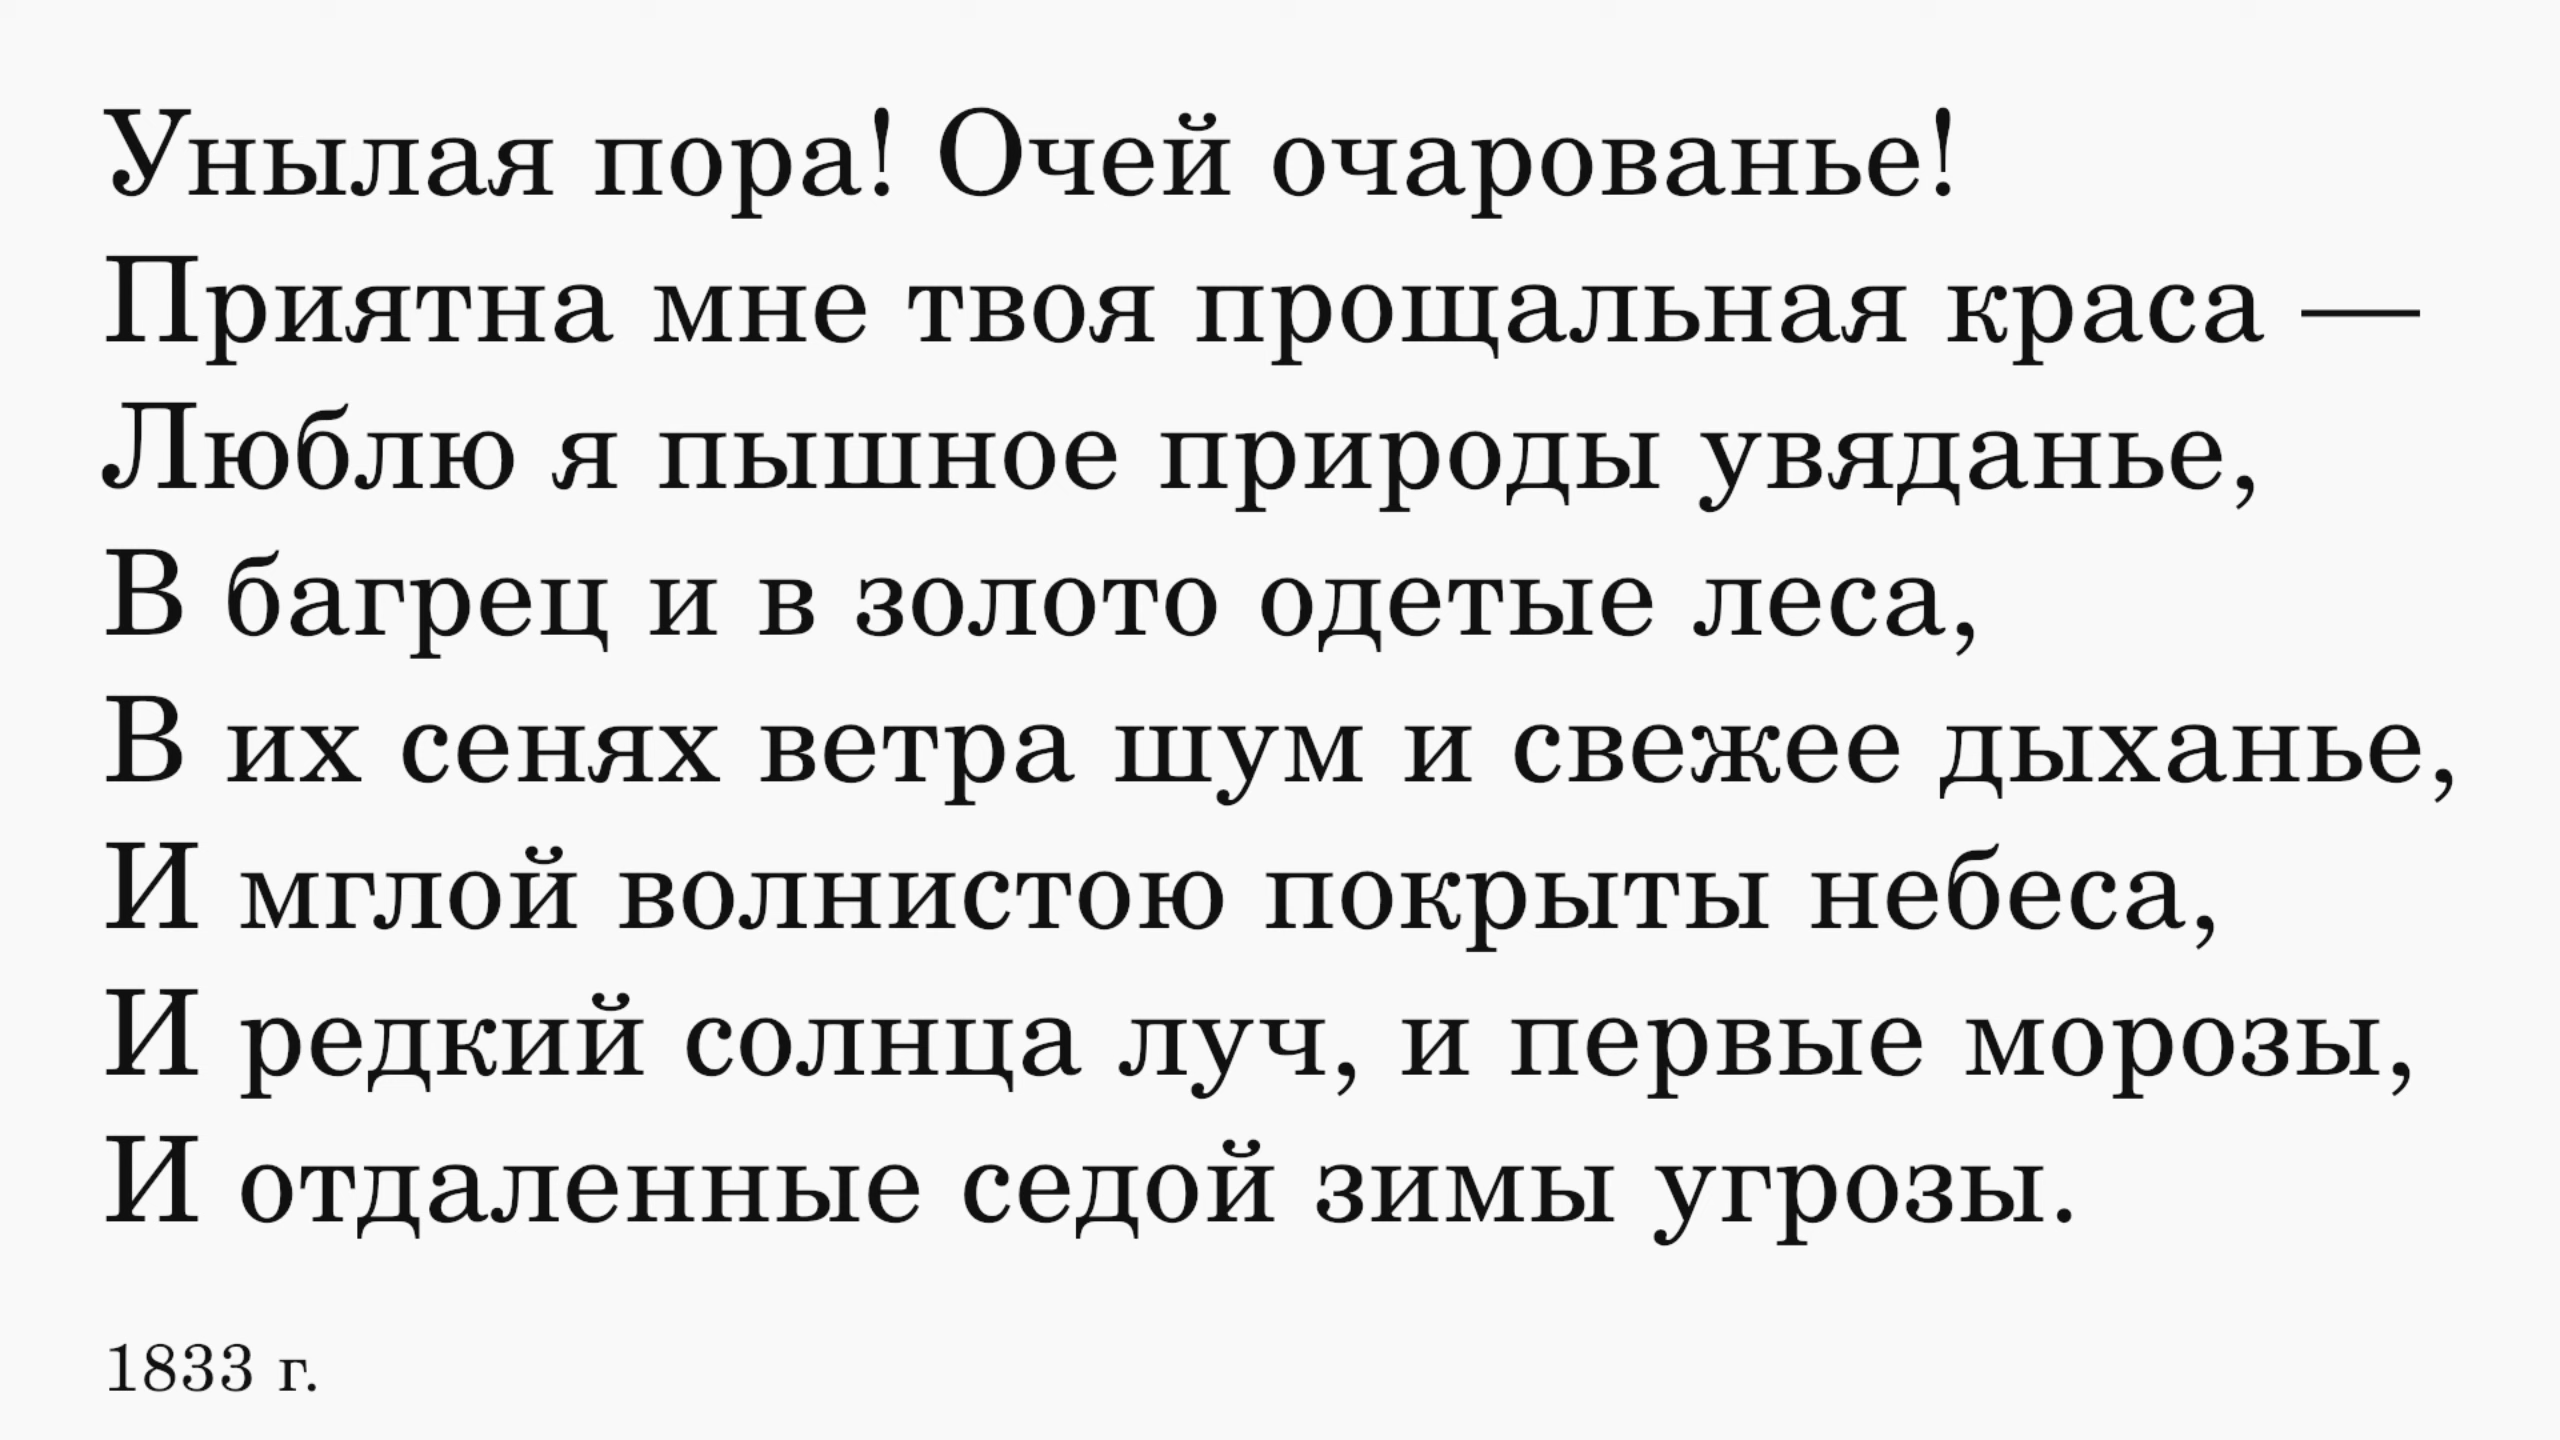 Унылая пора! Очей очарованье!
Приятна мне твоя прощальная краса —
Люблю я пышное природы увяданье,
В багрец и в золото одетые леса,
В их сенях ветра шум и свежее дыханье,
И мглой волнистою покрыты небеса,
И редкий солнца луч, и первые морозы,
И отдаленные седой зимы угрозы.
1833 г.